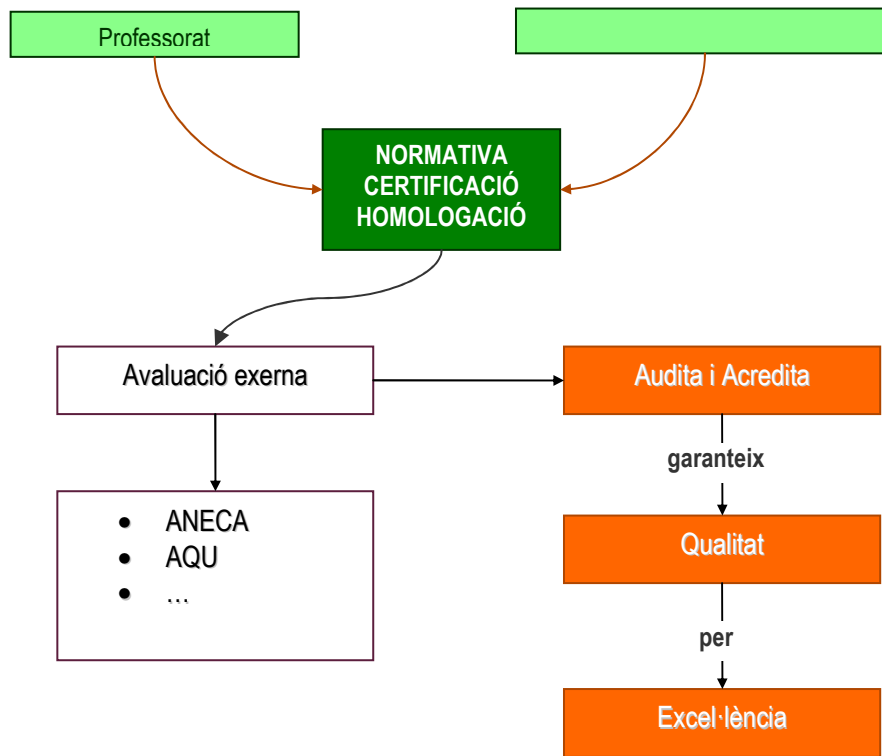 Professorat
NORMATIVA
CERTIFICACIÓ
HOMOLOGACIÓ
Avaluació exerna
Audita i Acredita
garanteix
• ANECA
• AQU
• …
Qualitat
per
Excel·lència